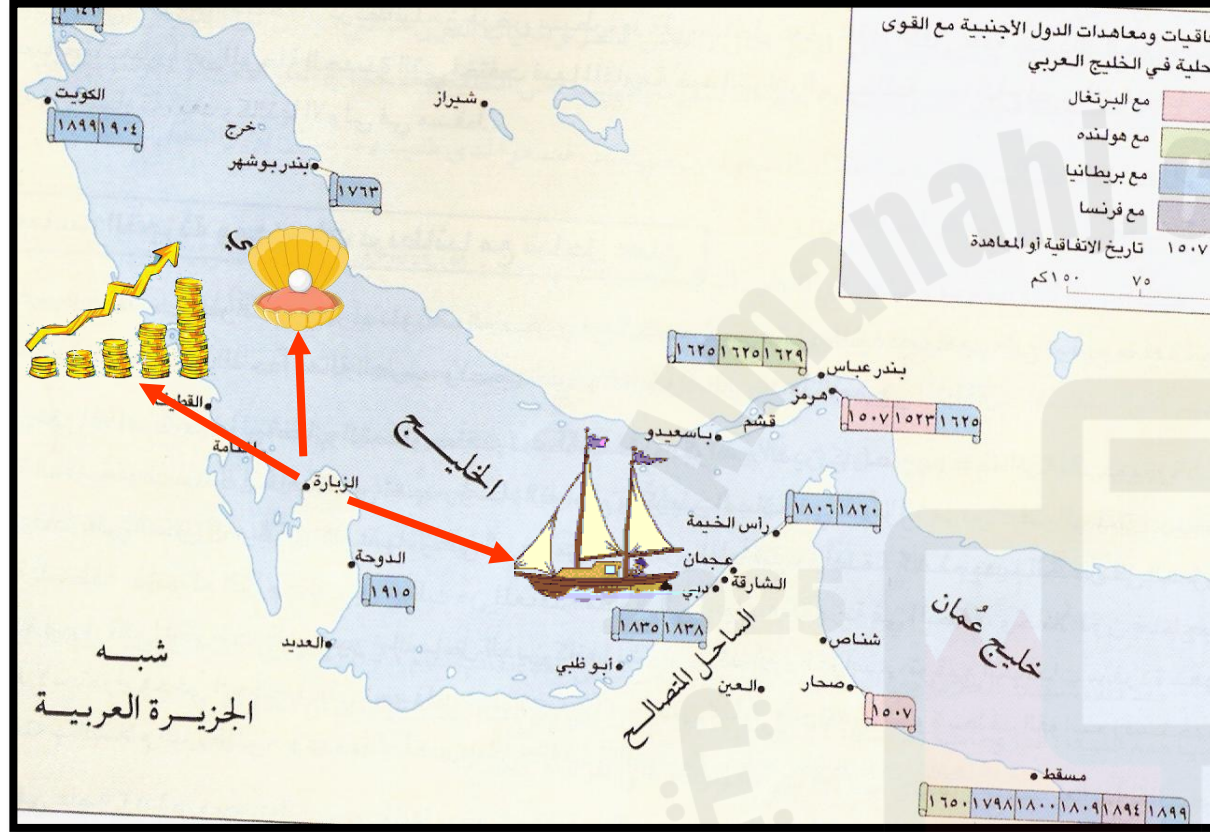 اقيات ومعاهدات الدول الأجنبية مع القوى
حلية في الخليج العربي
مع البرتغال
مع هولنده
مع بريطانيا
مع فرنسا
١٥٠٧ تاريخ الاتفاقية أو المعاهدة
١٥٠كم ٧٥
الكويت
١٨٩٩ ١٩٠٤
شيراز
خرج
بندر بوشهر
١٧٦٣
القطيف
الزبارة
الخليج
الدوحة
١٩١٥
العديد
شبه
الجزيرة العربية
١٦٢٥ ١٦٢٥ ١٦٢٩
بندر عباس
هرمز
١٥٠٧ ١٥٢٣ ١٦٢٥
قشم
باسعيدو
رأس الخيمة
١٨٠٦ ١٨٢٠
عجمان
الشارقة
دبي
١٨٣٥ ١٨٣٨
أبو ظبي
الساحل المتصالح
العين
شناص
صحار
١٥٠٧
خليج عُمان
مسقط
١٦٥٠ ١٧٩٨ ١٨٠٠ ١٨٠٩ ١٨٩٤ ١٨٩٩